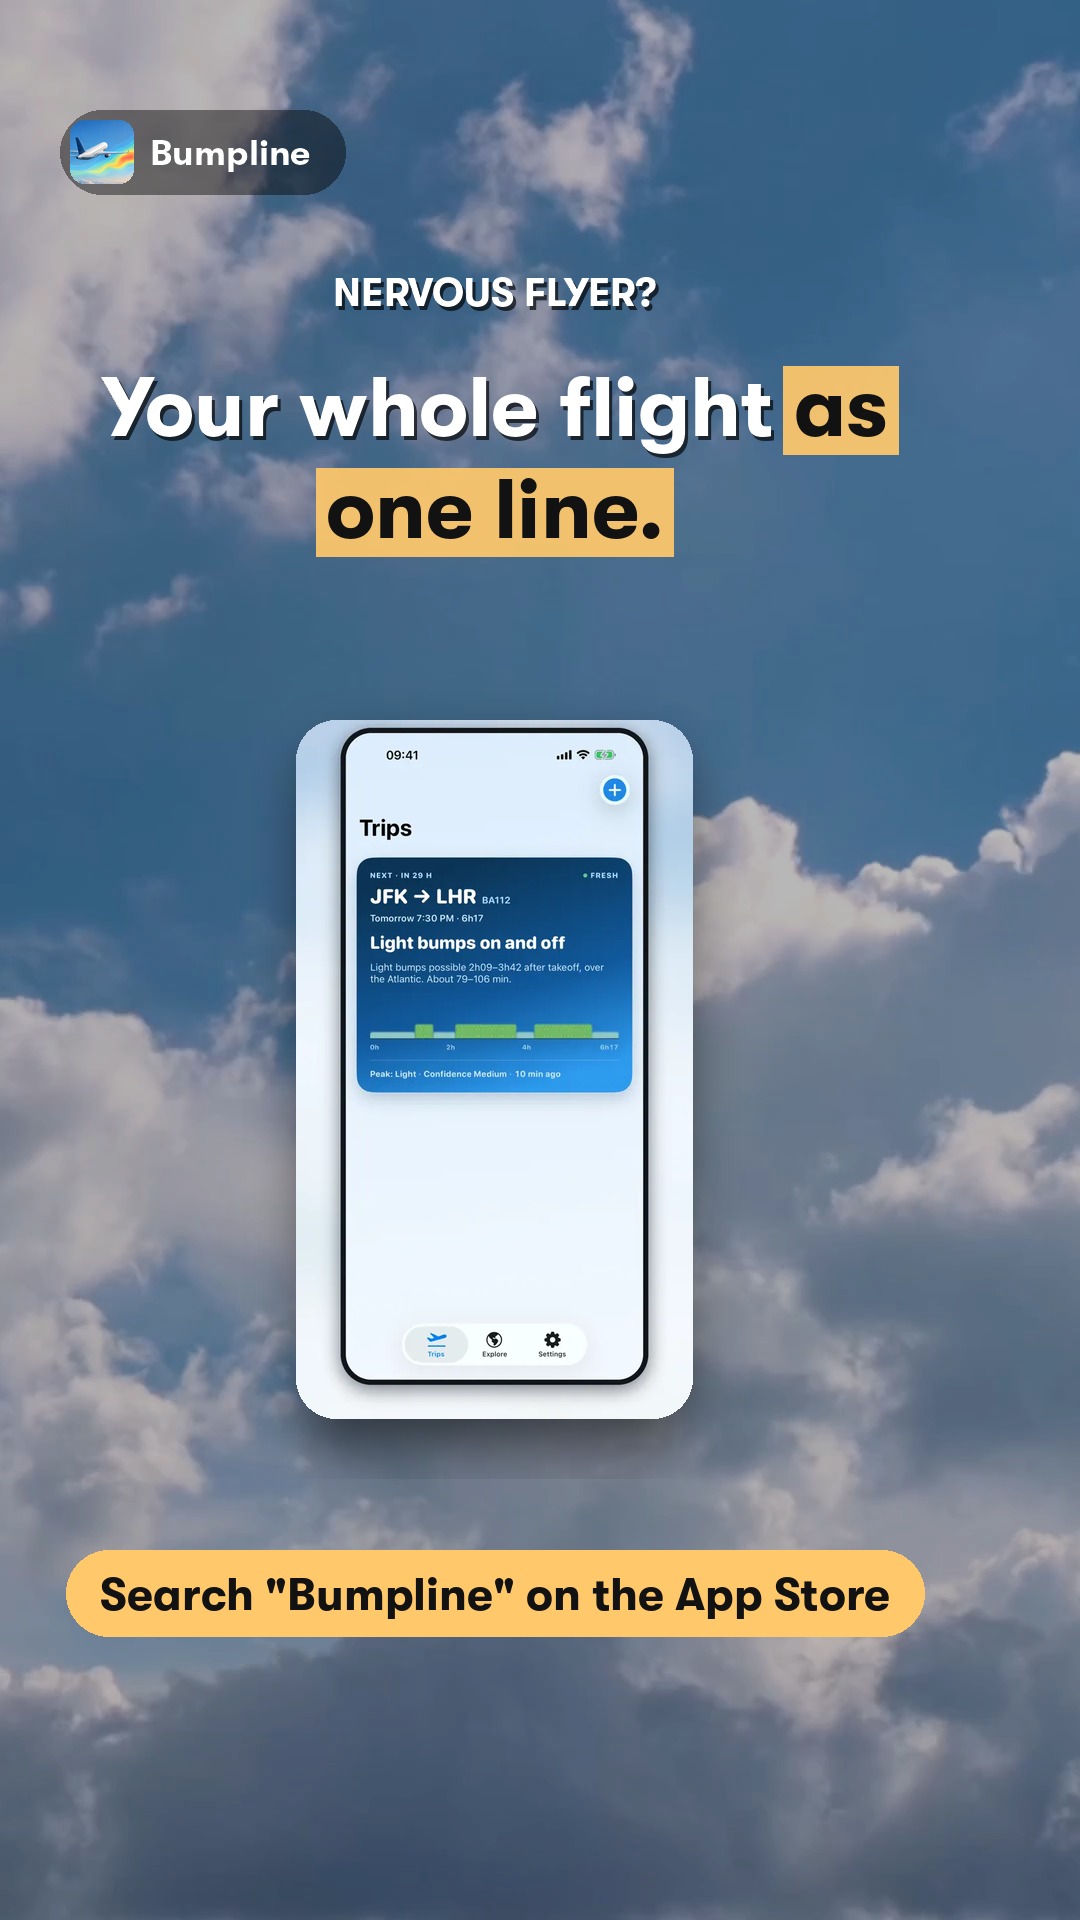 Bumpline
NERVOUS FLYER?
Your whole flight as
one line.
09:41
Trips
NEXT · IN 29 H
FRESH
JFK → LHR BA112
Tomorrow 7:30 PM · 6h17
Light bumps on and off
Light bumps possible 2h09–3h42 after takeoff, over
the Atlantic. About 79–106 min.
0h 2h 4h 6h17
Peak: Light · Confidence Medium · 10 min ago
Trips Explore Settings
Search "Bumpline" on the App Store